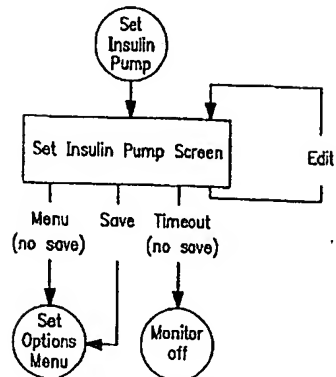 Set
Insulin
Pump
Set Insulin Pump Screen
Edit
Menu
(no save)
Save
Timeout
(no save)
Set
Options
Menu
Monitor
off